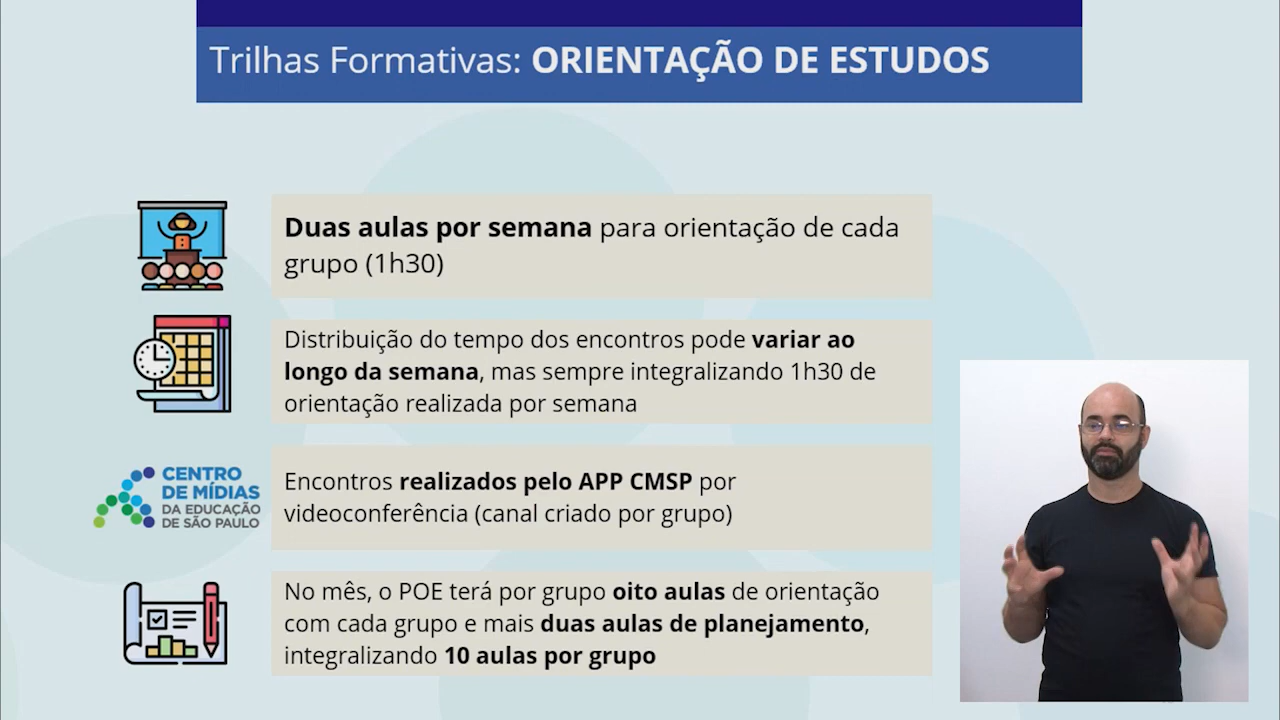 Trilhas Formativas: ORIENTAÇÃO DE ESTUDOS
Duas aulas por semana para orientação de cada
grupo (1h30)
Distribuição do tempo dos encontros pode variar ao
longo da semana, mas sempre integralizando 1h30 de
orientação realizada por semana
CENTRO
DE MÍDIAS
DA EDUCAÇÃO
DE SÃO PAULO
Encontros realizados pelo APP CMSP por
videoconferência (canal criado por grupo)
No mês, o POE terá por grupo oito aulas de orientação
com cada grupo e mais duas aulas de planejamento,
integralizando 10 aulas por grupo